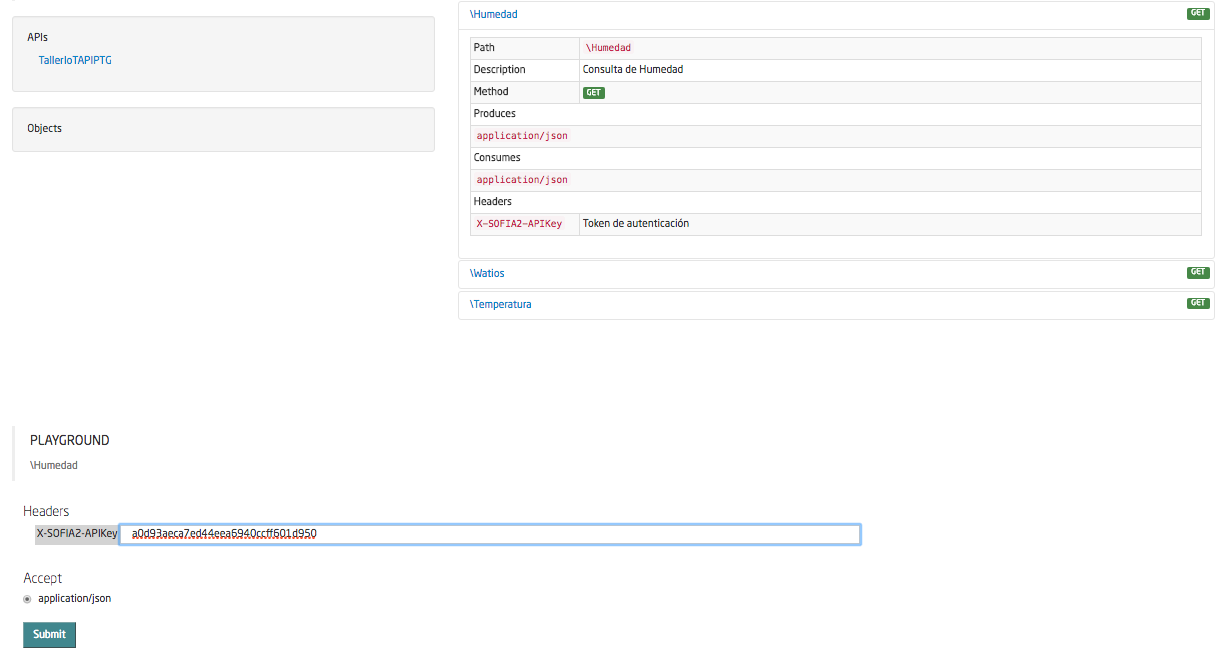 APIs
TallerIoTAPIPTG
Objects
\Humedad GET
Path \Humedad
Description Consulta de Humedad
Method GET
Produces
application/json
Consumes
application/json
Headers
X-SOFIA2-APIKey Token de autenticación
\Watios GET
\Temperatura GET
PLAYGROUND
\Humedad
Headers
X-SOFIA2-APIKey a0d93aeca7ed44eea6940ccff601d950
Accept
application/json
Submit